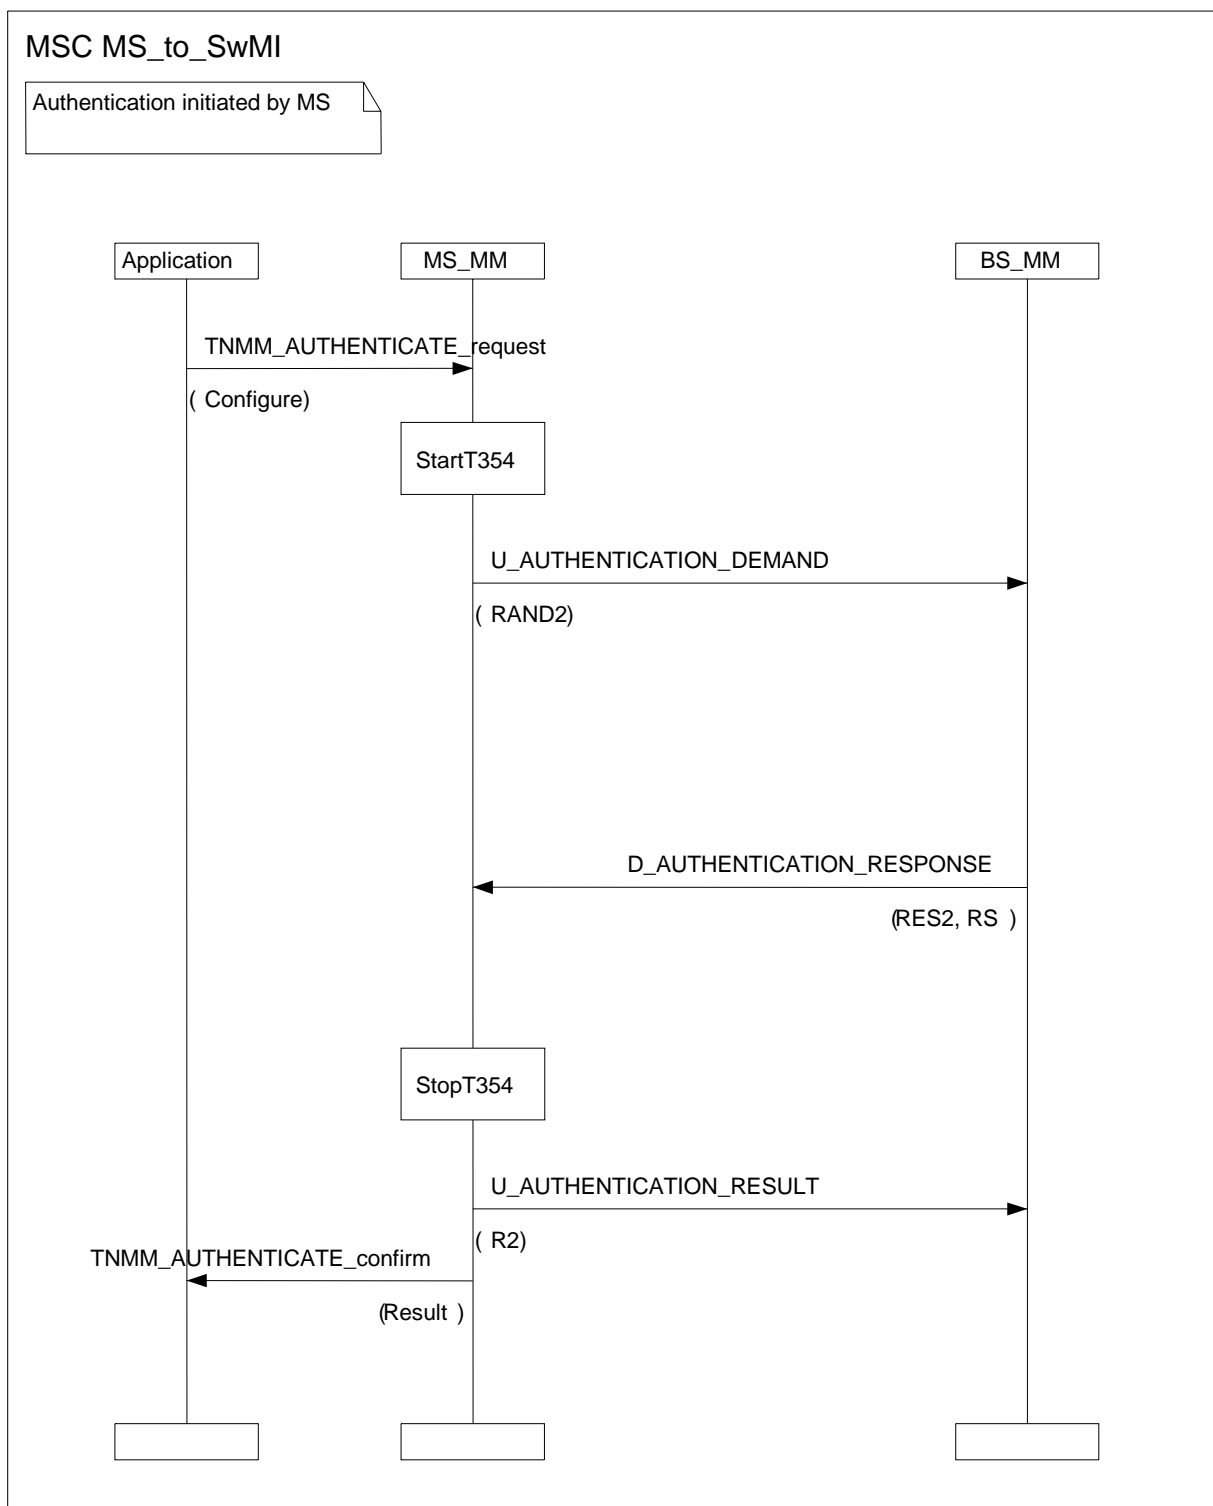 MSC MS_to_SwMI
Authentication initiated by MS
Application
MS_MM
BS_MM
TNMM_AUTHENTICATE_request
( Configure)
StartT354
U_AUTHENTICATION_DEMAND
( RAND2)
D_AUTHENTICATION_RESPONSE
(RES2, RS )
StopT354
U_AUTHENTICATION_RESULT
( R2)
TNMM_AUTHENTICATE_confirm
(Result )